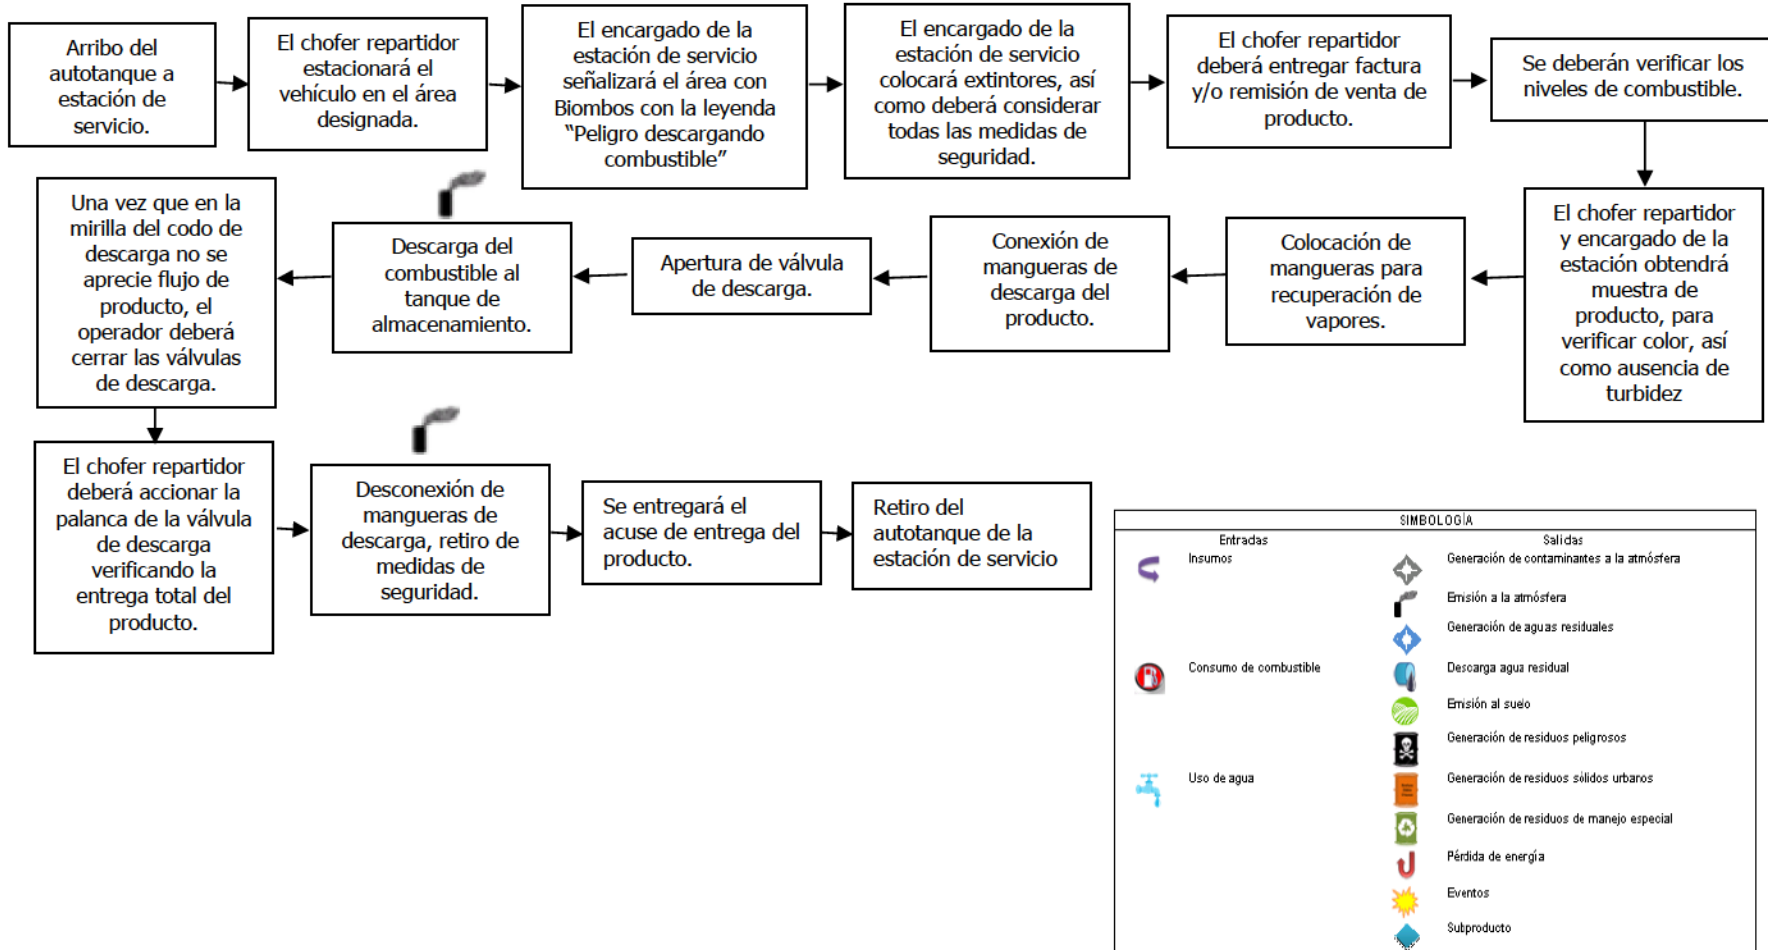 Arribo del
autotanque a
estación de
servicio.
El chofer repartidor
estacionará el
vehículo en el área
designada.
El encargado de la
estación de servicio
señalizará el área con
Biombos con la leyenda
“Peligro descargando
combustible”
El encargado de la
estación de servicio
colocará extintores, así
como deberá considerar
todas las medidas de
seguridad.
El chofer repartidor
deberá entregar factura
y/o remisión de venta de
producto.
Se deberán verificar los
niveles de combustible.
El chofer repartidor
y encargado de la
estación obtendrá
muestra de
producto, para
verificar color, así
como ausencia de
turbidez
Colocación de
mangueras para
recuperación de
vapores.
Conexión de
mangueras de
descarga del
producto.
Apertura de válvula
de descarga.
Descarga del
combustible al
tanque de
almacenamiento.
Una vez que en la
mirilla del codo de
descarga no se
aprecie flujo de
producto, el
operador deberá
cerrar las válvulas
de descarga.
El chofer repartidor
deberá accionar la
palanca de la válvula
de descarga
verificando la
entrega total del
producto.
Desconexión de
mangueras de
descarga, retiro de
medidas de
seguridad.
Se entregará el
acuse de entrega del
producto.
Retiro del
autotanque de la
estación de servicio
SIMBOLOGÍA
Entradas
Insumos
Consumo de combustible
Uso de agua
Salidas
Generación de contaminantes a la atmósfera
Emisión a la atmósfera
Generación de aguas residuales
Descarga agua residual
Emisión al suelo
Generación de residuos peligrosos
Generación de residuos sólidos urbanos
Generación de residuos de manejo especial
Pérdida de energía
Eventos
Subproducto